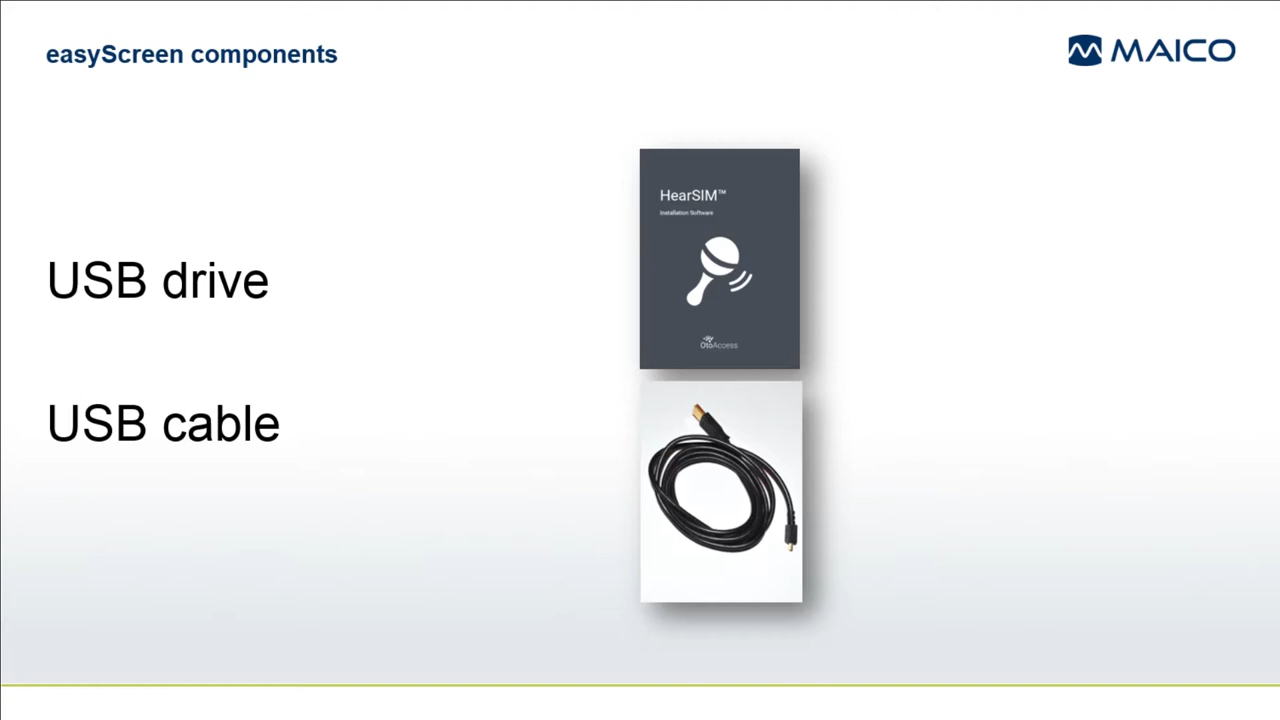 easyScreen components
MAICO
HearSIM™
Installation Software
USB drive
OtoAccess
USB cable